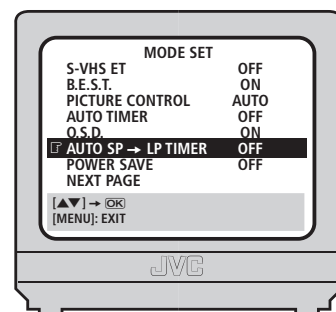 MODE SET
S-VHS ET OFF
B.E.S.T. ON
PICTURE CONTROL AUTO
AUTO TIMER OFF
O.S.D. ON
☞ AUTO SP → LP TIMER OFF
POWER SAVE OFF
NEXT PAGE
[▲▼] → OK
[MENU]: EXIT
JVC